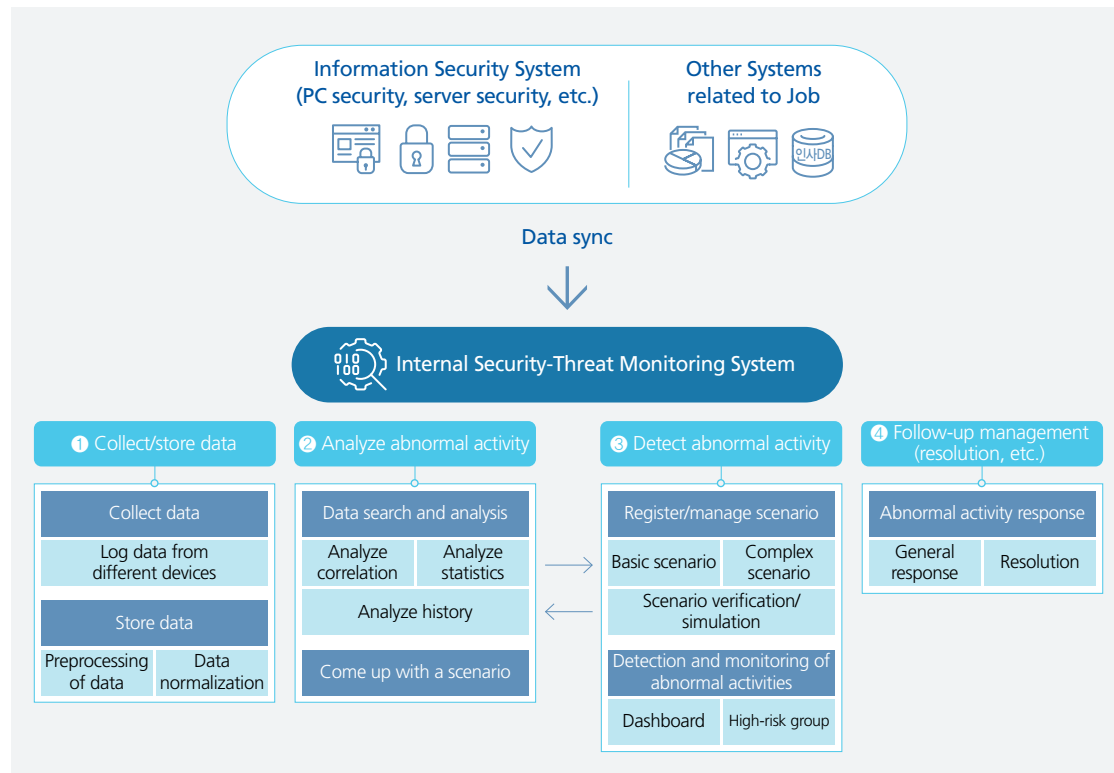 Information Security System
(PC security, server security, etc.)
Other Systems
related to Job
인사DB
Data sync
010
100
Internal Security-Threat Monitoring System
❶ Collect/store data
Collect data
Log data from
different devices
Store data
Preprocessing
of data
Data
normalization
❷ Analyze abnormal activity
Data search and analysis
Analyze
correlation
Analyze
statistics
Analyze history
Come up with a scenario
❸ Detect abnormal activity
Register/manage scenario
Basic scenario
Complex
scenario
Scenario verification/
simulation
Detection and monitoring of
abnormal activities
Dashboard
High-risk group
❹ Follow-up management
(resolution, etc.)
Abnormal activity response
General
response
Resolution